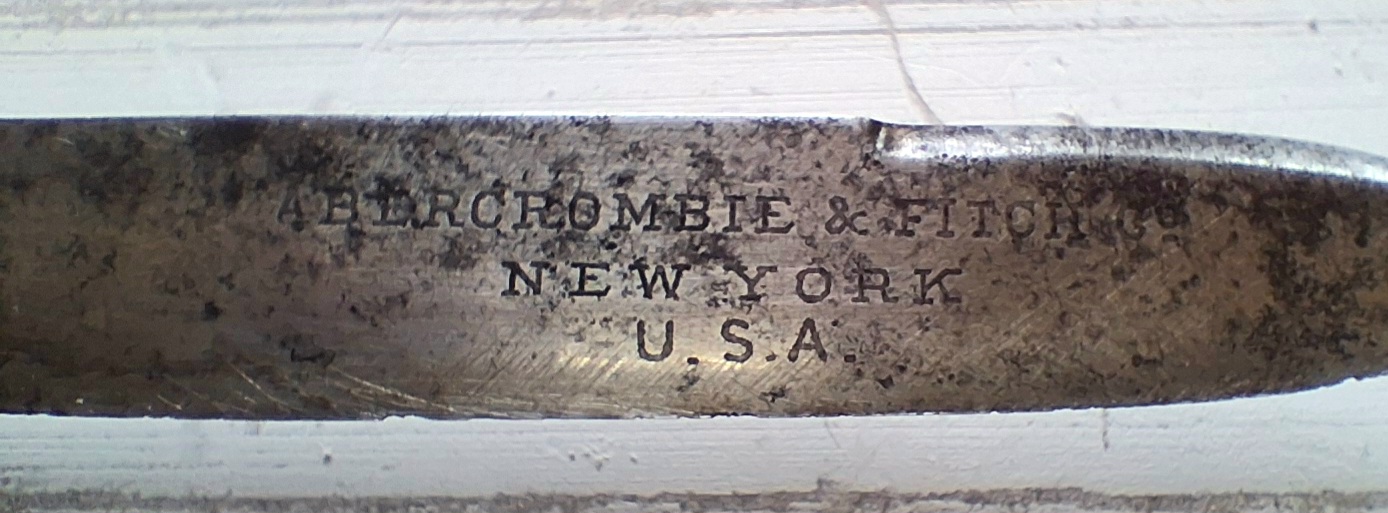 ABERCROMBIE & FITCH CO
NEW YORK
U.S.A.